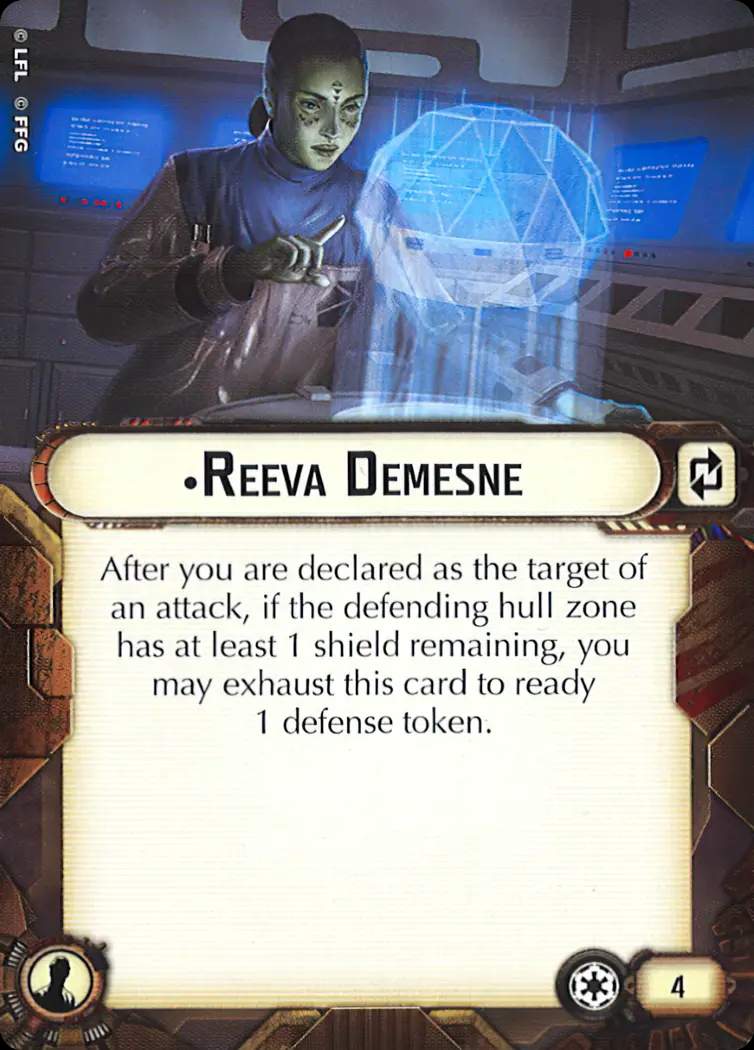 © LFL © FFG
•Reeva Demesne
After you are declared as the target of
an attack, if the defending hull zone
has at least 1 shield remaining, you
may exhaust this card to ready
1 defense token.
4